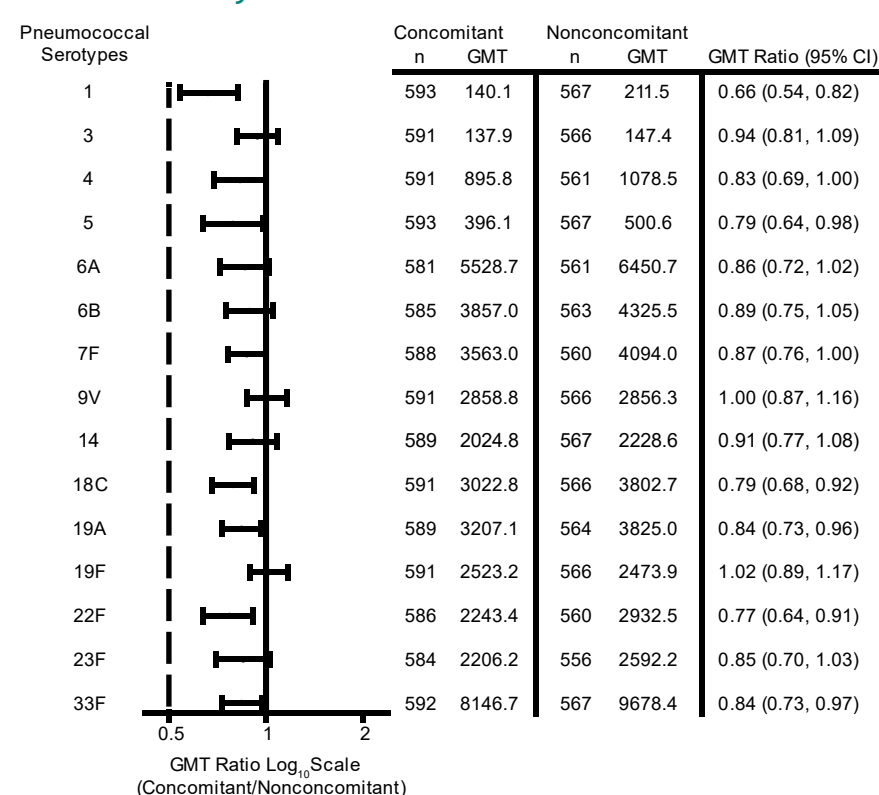 Pneumococcal Serotypes Concomitant Nonconcomitant
n GMT n GMT GMT Ratio (95% CI)
1 593 140.1 567 211.5 0.66 (0.54, 0.82)
3 591 137.9 566 147.4 0.94 (0.81, 1.09)
4 591 895.8 561 1078.5 0.83 (0.69, 1.00)
5 593 396.1 567 500.6 0.79 (0.64, 0.98)
6A 581 5528.7 561 6450.7 0.86 (0.72, 1.02)
6B 585 3857.0 563 4325.5 0.89 (0.75, 1.05)
7F 588 3563.0 560 4094.0 0.87 (0.76, 1.00)
9V 591 2858.8 566 2856.3 1.00 (0.87, 1.16)
14 589 2024.8 567 2228.6 0.91 (0.77, 1.08)
18C 591 3022.8 566 3802.7 0.79 (0.68, 0.92)
19A 589 3207.1 564 3825.0 0.84 (0.73, 0.96)
19F 591 2523.2 566 2473.9 1.02 (0.89, 1.17)
22F 586 2243.4 560 2932.5 0.77 (0.64, 0.91)
23F 584 2206.2 556 2592.2 0.85 (0.70, 1.03)
33F 592 8146.7 567 9678.4 0.84 (0.73, 0.97)
0.5 1 2
GMT Ratio Log10Scale
(Concomitant/Nonconcomitant)